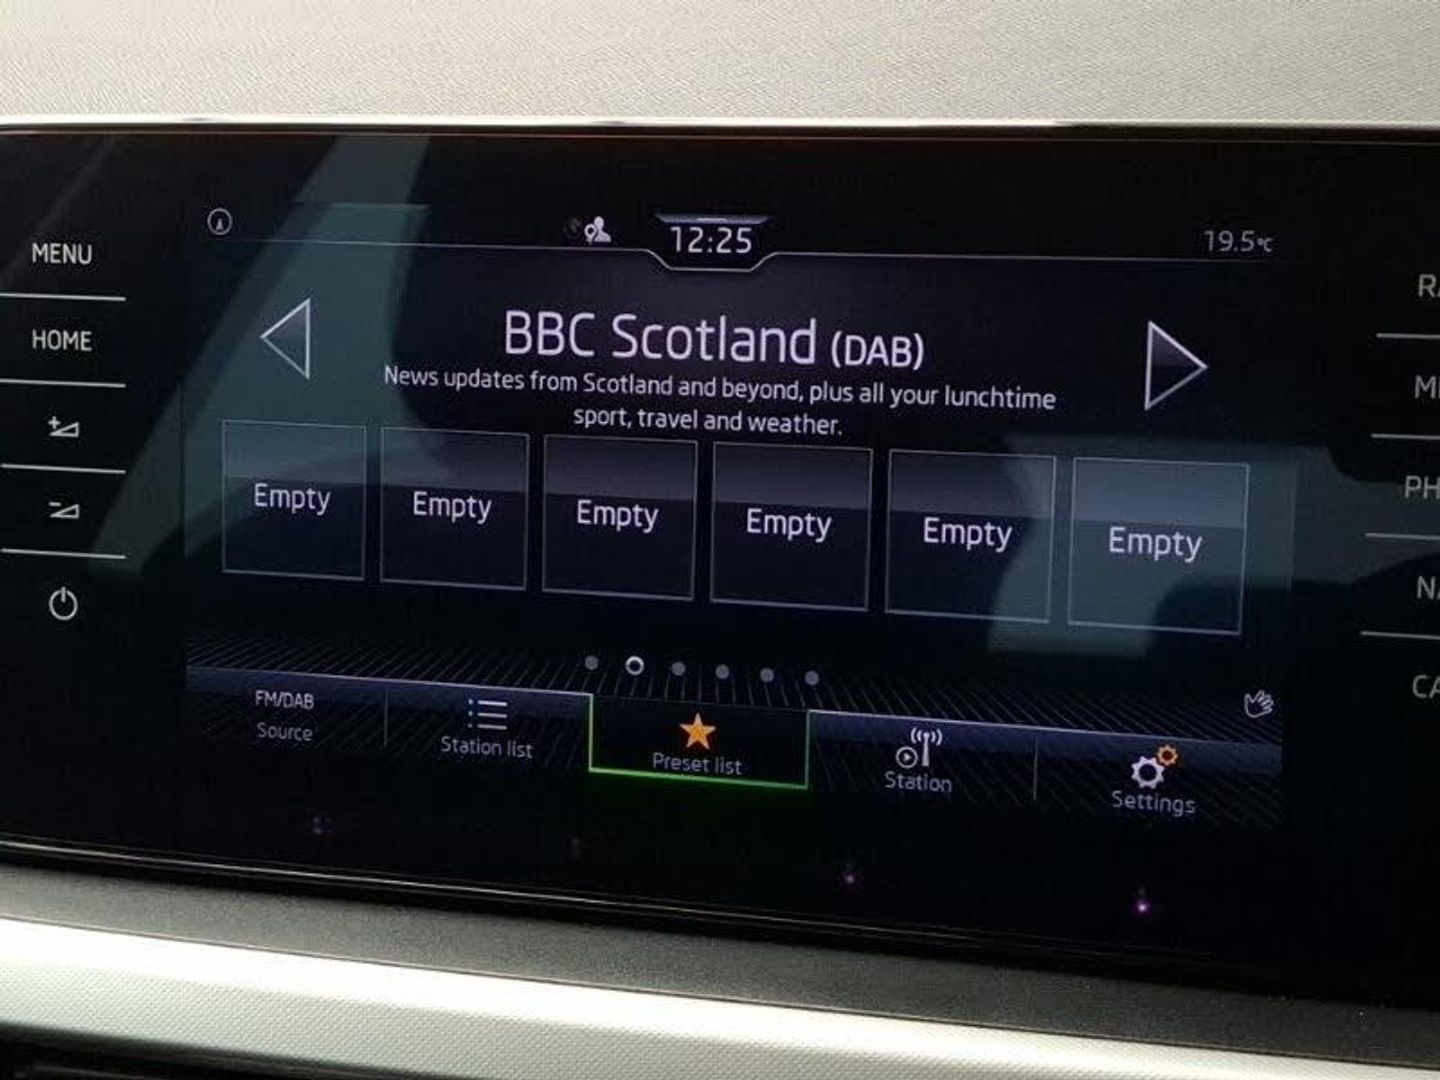 MENU
HOME
12:25
19.5°C
BBC Scotland (DAB)
News updates from Scotland and beyond, plus all your lunchtime
sport, travel and weather.
Empty Empty Empty Empty Empty Empty
FM/DAB
Source
Station list
Preset list
Station
Settings